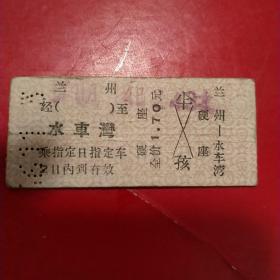 兰 州
经( )至
水車灣
乘指定日指定车
2日内到有效
硬座
全价1.70元
半
孩
硬座
兰州—水车湾